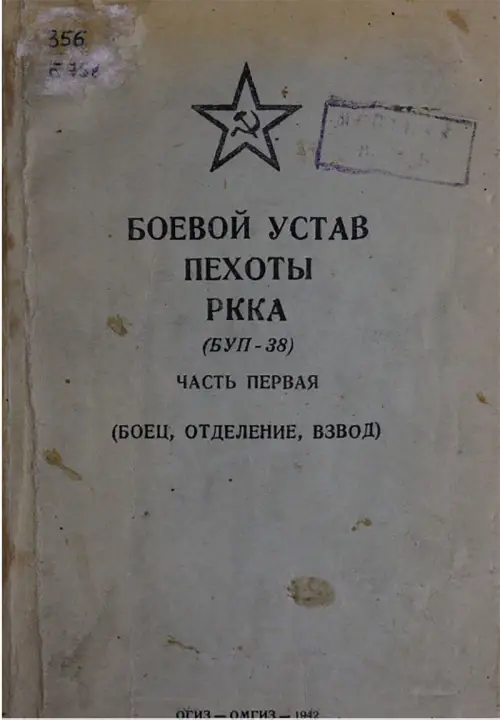 356
БОЕВОЙ УСТАВ
ПЕХОТЫ
РККА
(БУП-38)
ЧАСТЬ ПЕРВАЯ
(БОЕЦ, ОТДЕЛЕНИЕ, ВЗВОД)
ОГИЗ — ОМГИЗ — 1942